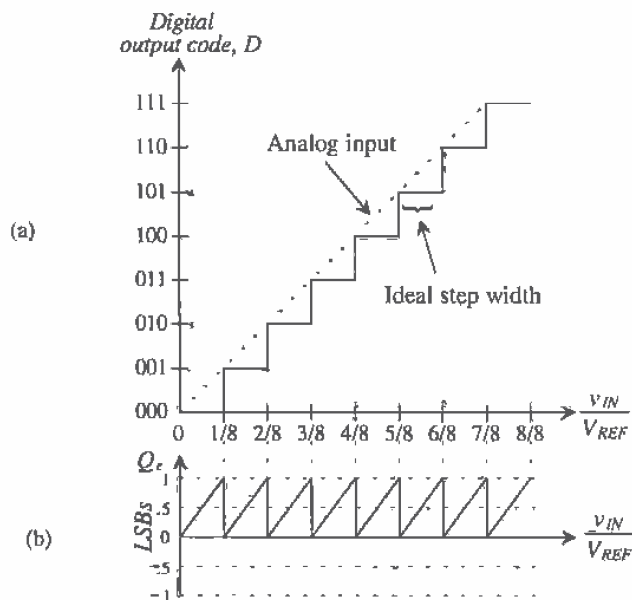 Digital
output code, D
111
110
101
100
011
010
001
000
Analog input
Ideal step width
(a)
0 1/8 2/8 3/8 4/8 5/8 6/8 7/8 8/8
v_IN
V_REF
Q_e
LSBs
1
.5
0
-.5
-1
(b)
v_IN
V_REF